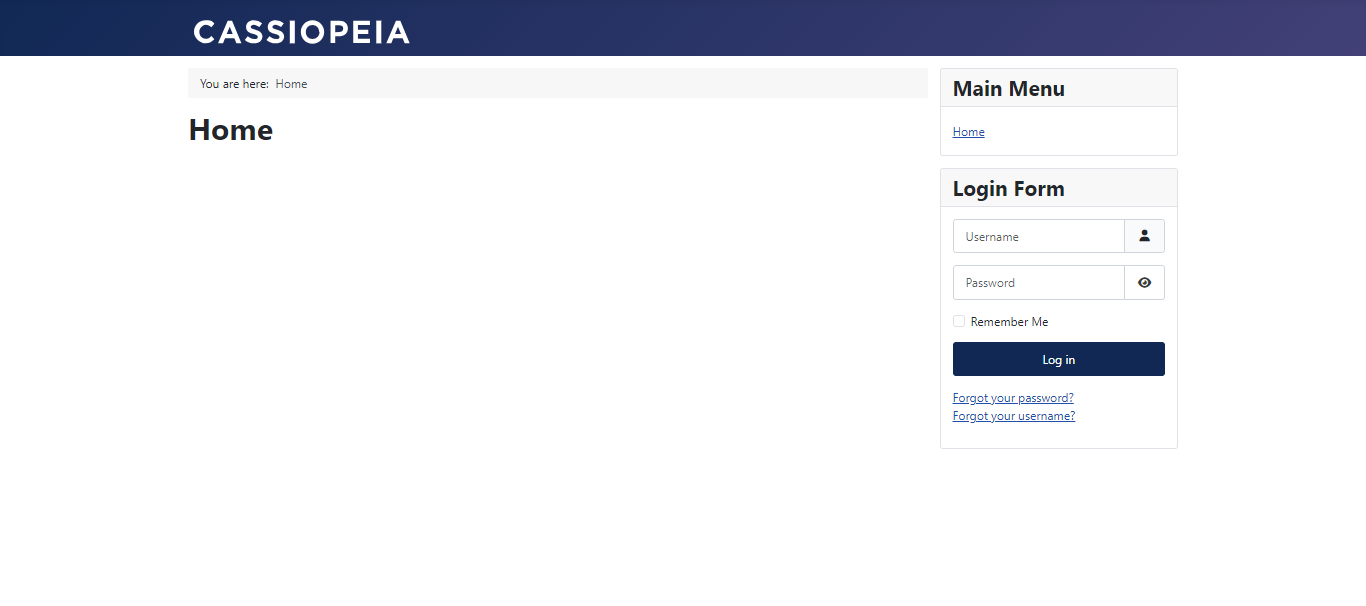 CASSIOPEIA
You are here: Home
Home
Main Menu
Home
Login Form
Username
Password
Remember Me
Log in
Forgot your password?
Forgot your username?